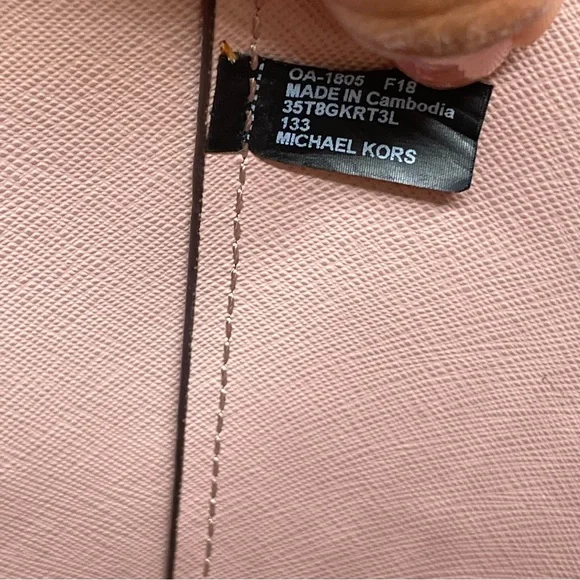 OA-1805 F18
MADE IN Cambodia
35T8GKRT3L
133
MICHAEL KORS